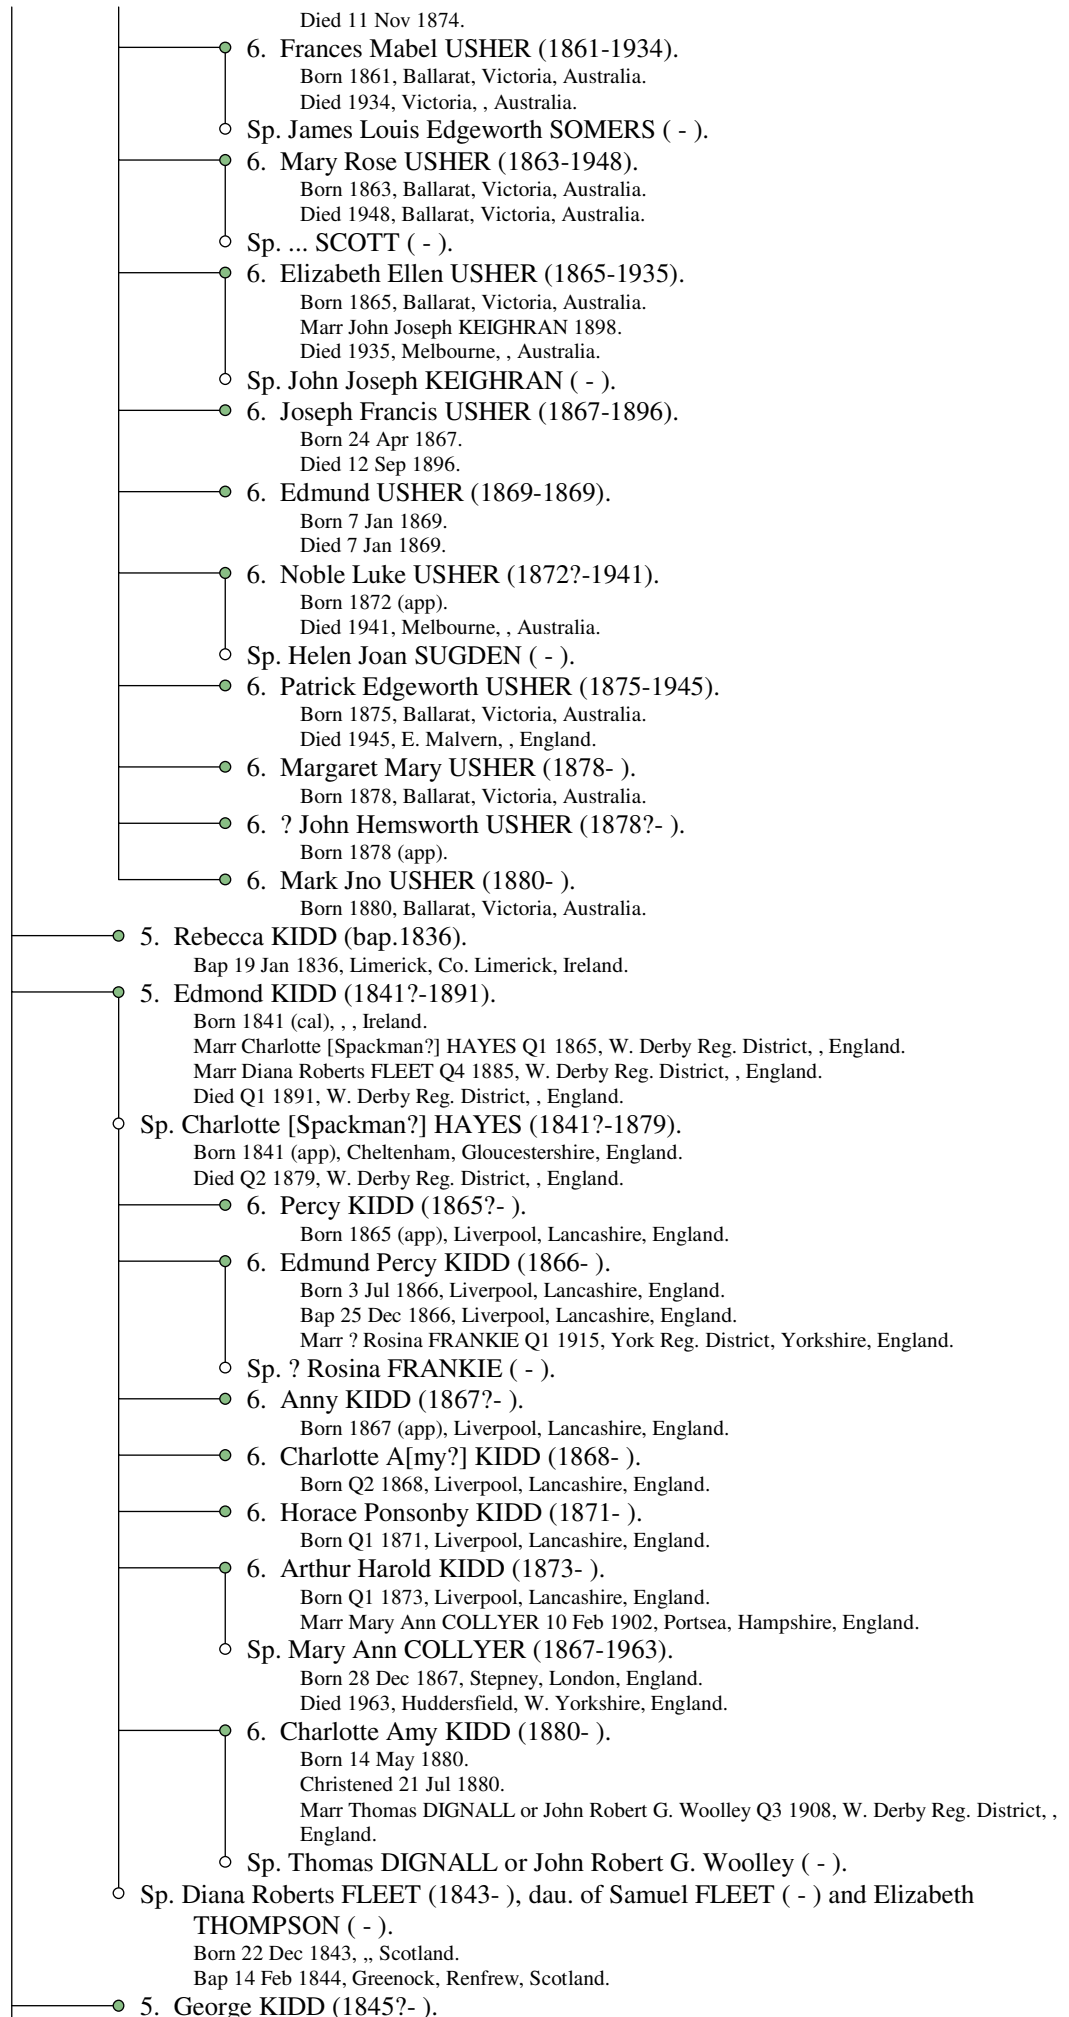 Died 11 Nov 1874.
6. Frances Mabel USHER (1861-1934).
Born 1861, Ballarat, Victoria, Australia.
Died 1934, Victoria, , Australia.
Sp. James Louis Edgeworth SOMERS ( - ).
6. Mary Rose USHER (1863-1948).
Born 1863, Ballarat, Victoria, Australia.
Died 1948, Ballarat, Victoria, Australia.
Sp. ... SCOTT ( - ).
6. Elizabeth Ellen USHER (1865-1935).
Born 1865, Ballarat, Victoria, Australia.
Marr John Joseph KEIGHRAN 1898.
Died 1935, Melbourne, , Australia.
Sp. John Joseph KEIGHRAN ( - ).
6. Joseph Francis USHER (1867-1896).
Born 24 Apr 1867.
Died 12 Sep 1896.
6. Edmund USHER (1869-1869).
Born 7 Jan 1869.
Died 7 Jan 1869.
6. Noble Luke USHER (1872?-1941).
Born 1872 (app).
Died 1941, Melbourne, , Australia.
Sp. Helen Joan SUGDEN ( - ).
6. Patrick Edgeworth USHER (1875-1945).
Born 1875, Ballarat, Victoria, Australia.
Died 1945, E. Malvern, , England.
6. Margaret Mary USHER (1878- ).
Born 1878, Ballarat, Victoria, Australia.
6. ? John Hemsworth USHER (1878?- ).
Born 1878 (app).
6. Mark Jno USHER (1880- ).
Born 1880, Ballarat, Victoria, Australia.
5. Rebecca KIDD (bap.1836).
Bap 19 Jan 1836, Limerick, Co. Limerick, Ireland.
5. Edmond KIDD (1841?-1891).
Born 1841 (cal), , , Ireland.
Marr Charlotte [Spackman?] HAYES Q1 1865, W. Derby Reg. District, , England.
Marr Diana Roberts FLEET Q4 1885, W. Derby Reg. District, , England.
Died Q1 1891, W. Derby Reg. District, , England.
Sp. Charlotte [Spackman?] HAYES (1841?-1879).
Born 1841 (app), Cheltenham, Gloucestershire, England.
Died Q2 1879, W. Derby Reg. District, , England.
6. Percy KIDD (1865?- ).
Born 1865 (app), Liverpool, Lancashire, England.
6. Edmund Percy KIDD (1866- ).
Born 3 Jul 1866, Liverpool, Lancashire, England.
Bap 25 Dec 1866, Liverpool, Lancashire, England.
Marr ? Rosina FRANKIE Q1 1915, York Reg. District, Yorkshire, England.
Sp. ? Rosina FRANKIE ( - ).
6. Anny KIDD (1867?- ).
Born 1867 (app), Liverpool, Lancashire, England.
6. Charlotte A[my?] KIDD (1868- ).
Born Q2 1868, Liverpool, Lancashire, England.
6. Horace Ponsonby KIDD (1871- ).
Born Q1 1871, Liverpool, Lancashire, England.
6. Arthur Harold KIDD (1873- ).
Born Q1 1873, Liverpool, Lancashire, England.
Marr Mary Ann COLLYER 10 Feb 1902, Portsea, Hampshire, England.
Sp. Mary Ann COLLYER (1867-1963).
Born 28 Dec 1867, Stepney, London, England.
Died 1963, Huddersfield, W. Yorkshire, England.
6. Charlotte Amy KIDD (1880- ).
Born 14 May 1880.
Christened 21 Jul 1880.
Marr Thomas DIGNALL or John Robert G. Woolley Q3 1908, W. Derby Reg. District, ,
England.
Sp. Thomas DIGNALL or John Robert G. Woolley ( - ).
Sp. Diana Roberts FLEET (1843- ), dau. of Samuel FLEET ( - ) and Elizabeth
THOMPSON ( - ).
Born 22 Dec 1843, ,, Scotland.
Bap 14 Feb 1844, Greenock, Renfrew, Scotland.
5. George KIDD (1845?- ).